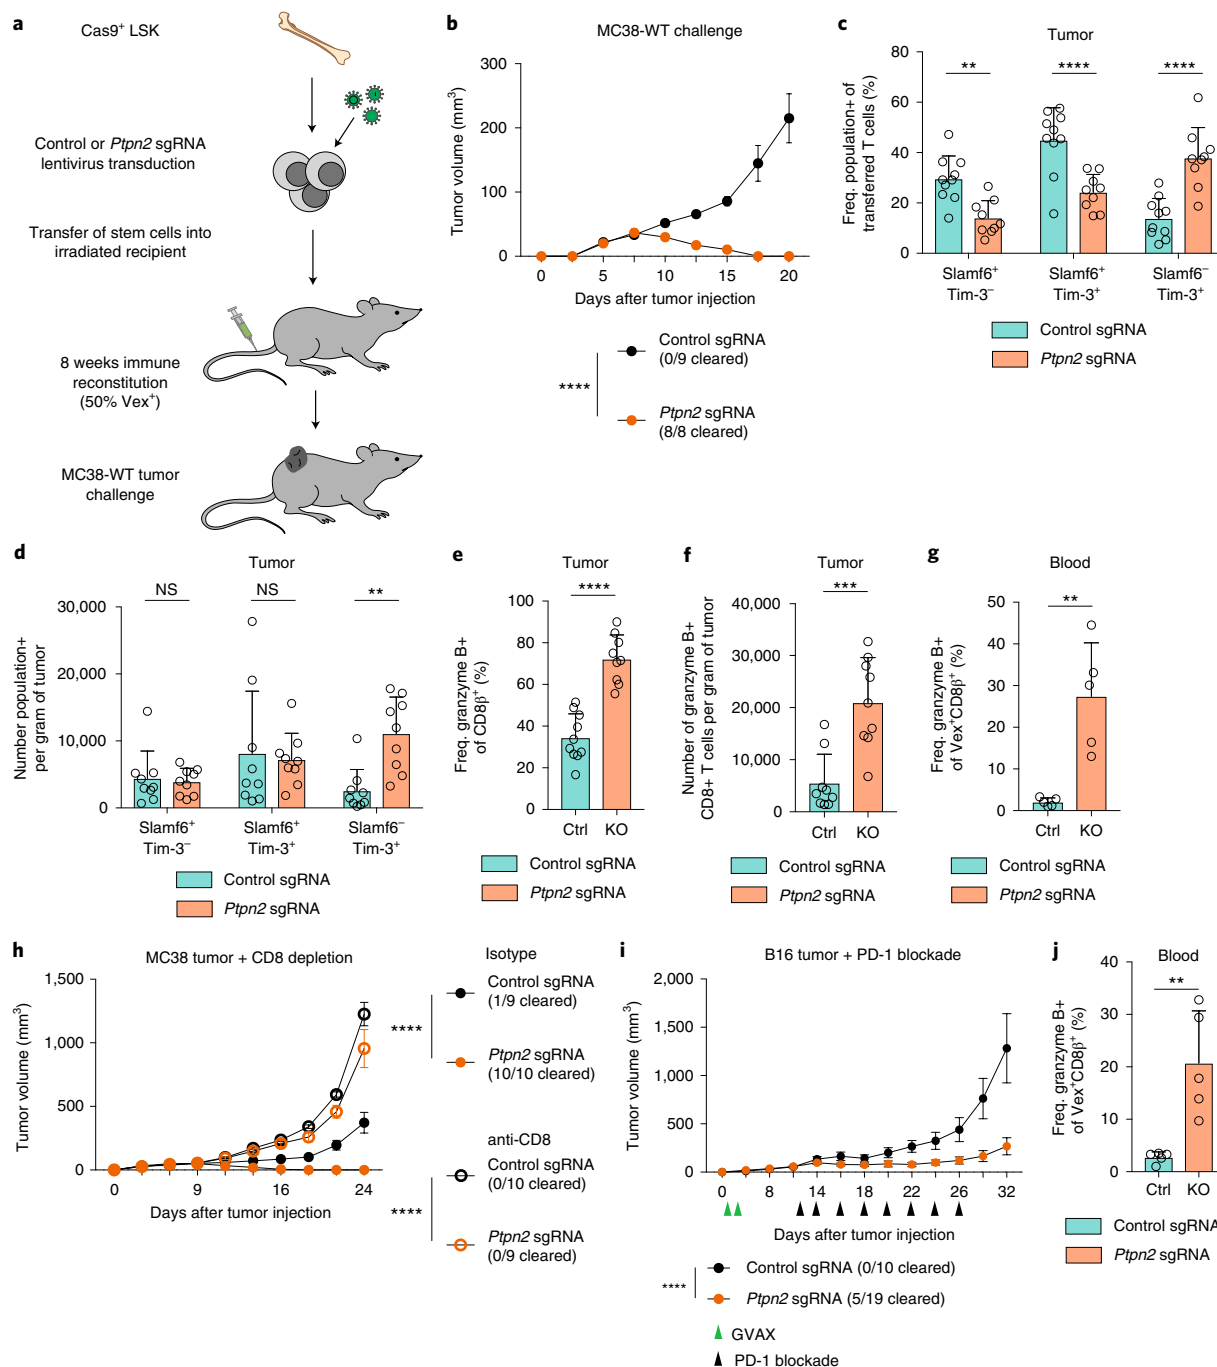 a
Cas9⁺ LSK
Control or Ptpn2 sgRNA
lentivirus transduction
Transfer of stem cells into
irradiated recipient
8 weeks immune
reconstitution
(50% Vex⁺)
MC38-WT tumor
challenge
b
MC38-WT challenge
Tumor volume (mm³)
300
200
100
0
0 5 10 15 20
Days after tumor injection
****
Control sgRNA
(0/9 cleared)
Ptpn2 sgRNA
(8/8 cleared)
c
Tumor
Freq. population+ of
transferred T cells (%)
80
60
40
20
0
** **** ****
Slamf6⁺ Slamf6⁺ Slamf6⁻
Tim-3⁻ Tim-3⁺ Tim-3⁺
Control sgRNA
Ptpn2 sgRNA
d
Tumor
Number population+
per gram of tumor
30,000
20,000
10,000
0
NS NS **
Slamf6⁺ Slamf6⁺ Slamf6⁻
Tim-3⁻ Tim-3⁺ Tim-3⁺
Control sgRNA
Ptpn2 sgRNA
e
Tumor
Freq. granzyme B+
of CD8β⁺ (%)
100
80
60
40
20
0
****
Ctrl KO
Control sgRNA
Ptpn2 sgRNA
f
Tumor
Number of granzyme B+
CD8+ T cells per gram of tumor
40,000
30,000
20,000
10,000
0
***
Ctrl KO
Control sgRNA
Ptpn2 sgRNA
g
Blood
Freq. granzyme B+
of Vex⁺CD8β⁺ (%)
50
40
30
20
10
0
**
Ctrl KO
Control sgRNA
Ptpn2 sgRNA
h
MC38 tumor + CD8 depletion
Tumor volume (mm³)
1,500
1,000
500
0
0 9 16 24
Days after tumor injection
Isotype
Control sgRNA
(1/9 cleared)
****
Ptpn2 sgRNA
(10/10 cleared)
anti-CD8
Control sgRNA
(0/10 cleared)
****
Ptpn2 sgRNA
(0/9 cleared)
i
B16 tumor + PD-1 blockade
Tumor volume (mm³)
2,000
1,500
1,000
500
0
0 8 14 18 22 26 32
Days after tumor injection
****
Control sgRNA (0/10 cleared)
Ptpn2 sgRNA (5/19 cleared)
GVAX
PD-1 blockade
j
Blood
Freq. granzyme B+
of Vex⁺CD8β⁺ (%)
40
30
20
10
0
**
Ctrl KO
Control sgRNA
Ptpn2 sgRNA